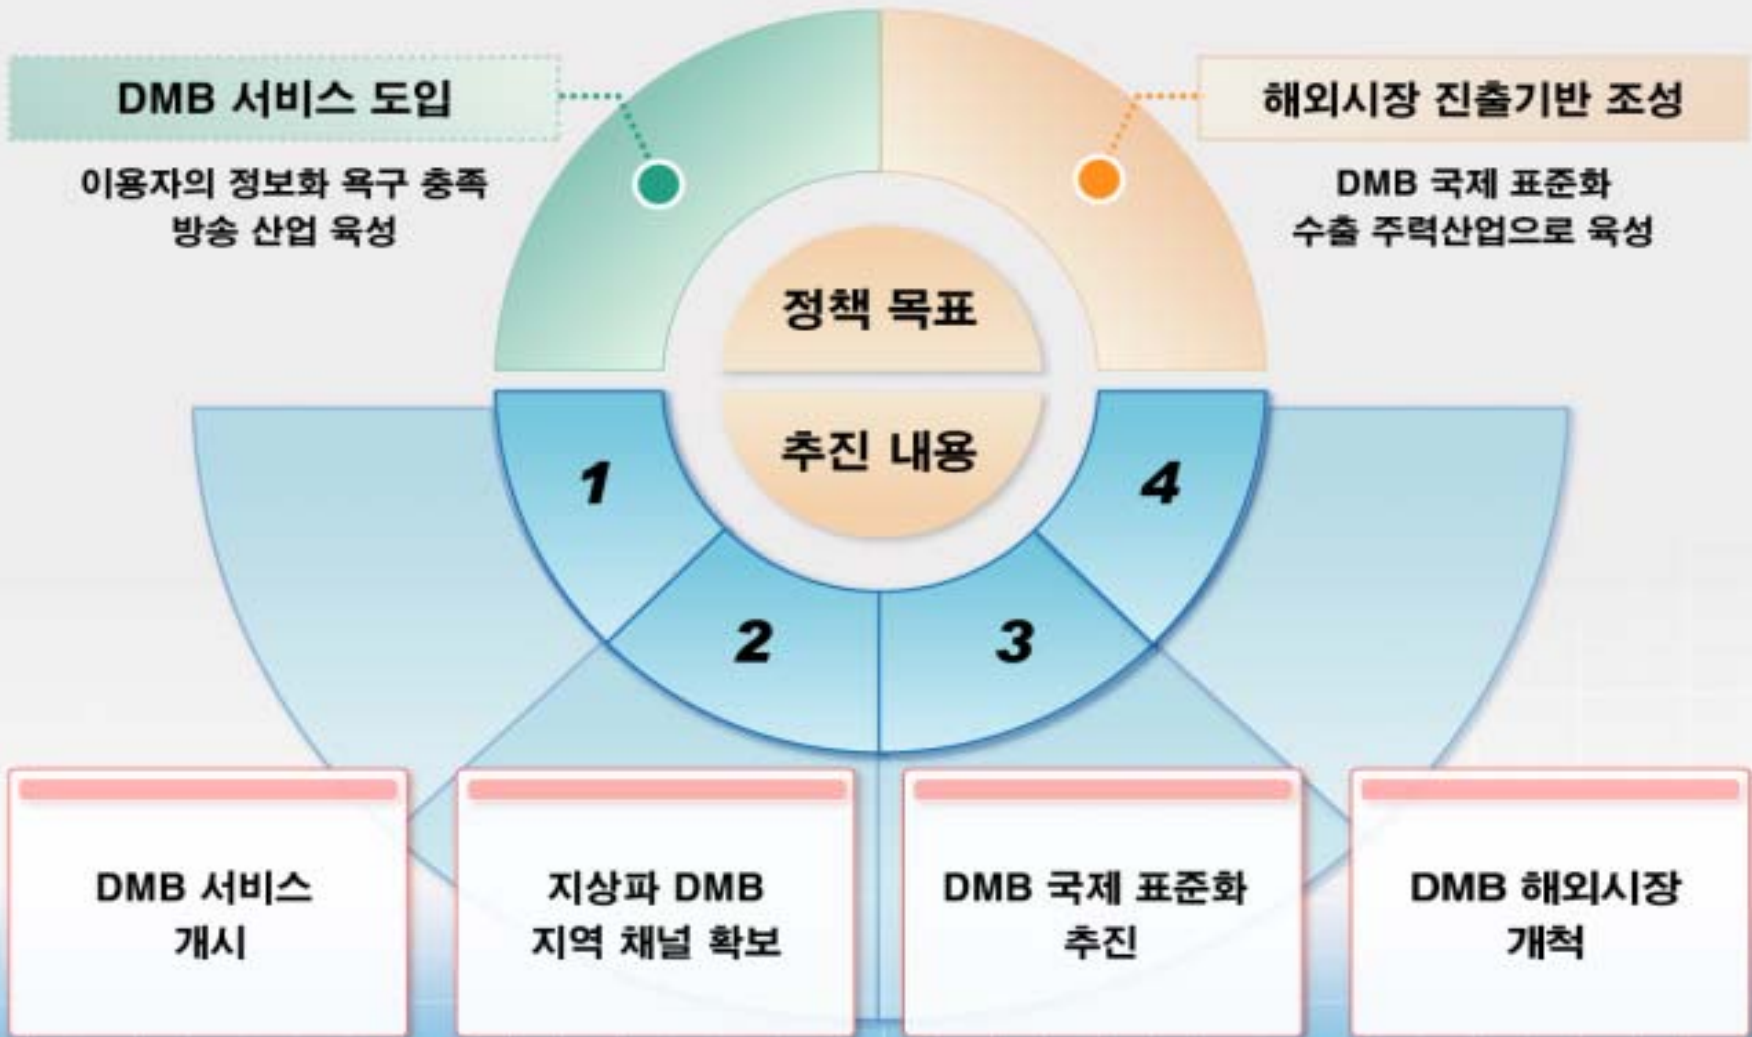 DMB 서비스 도입
이용자의 정보화 욕구 충족
방송 산업 육성
해외시장 진출기반 조성
DMB 국제 표준화
수출 주력산업으로 육성
정책 목표
추진 내용
1
2
3
4
DMB 서비스
개시
지상파 DMB
지역 채널 확보
DMB 국제 표준화
추진
DMB 해외시장
개척